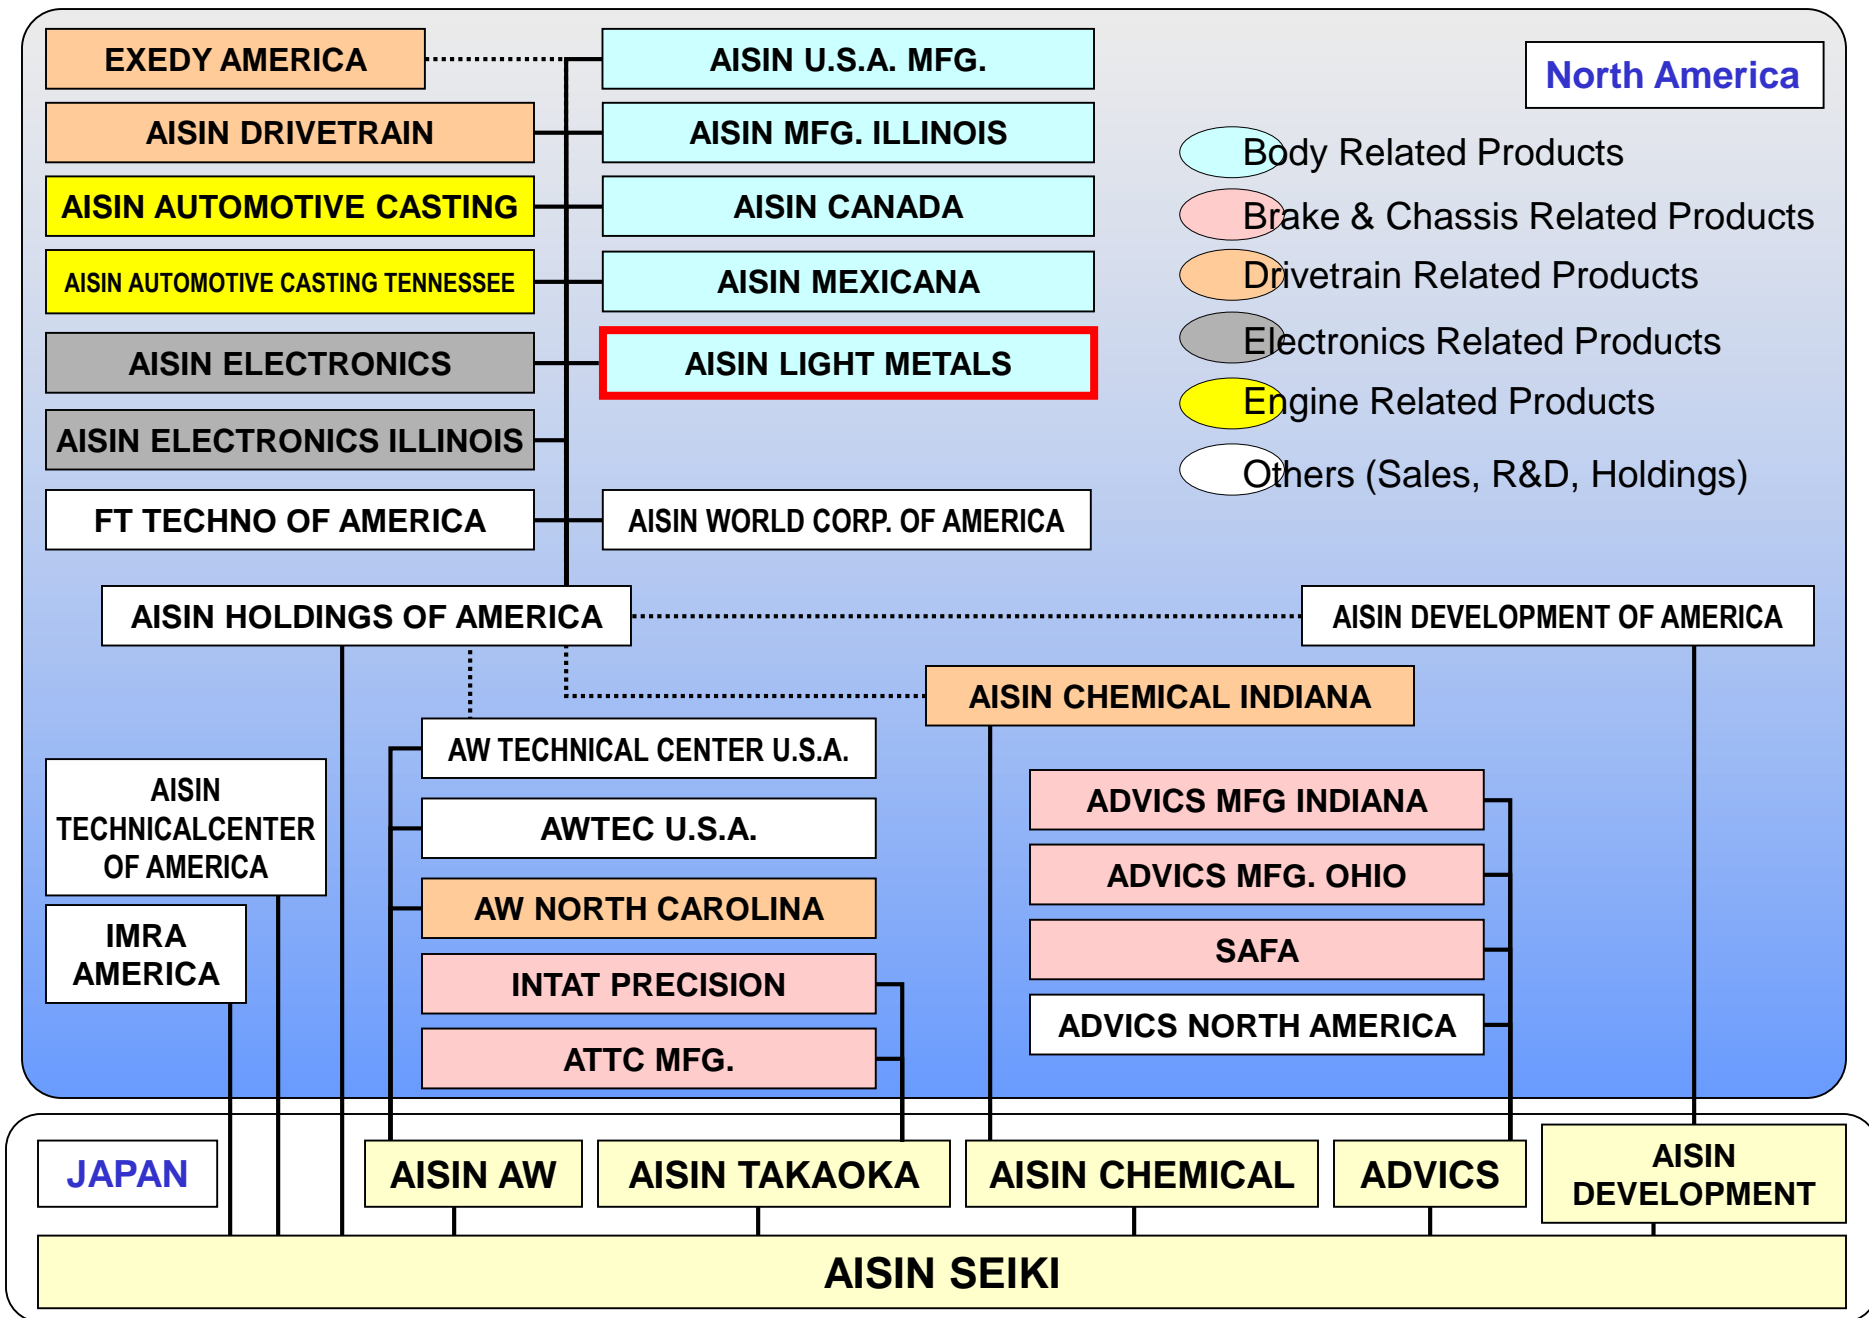 EXEDY AMERICA
AISIN U.S.A. MFG.
North America
AISIN DRIVETRAIN
AISIN MFG. ILLINOIS
Body Related Products
AISIN AUTOMOTIVE CASTING
AISIN CANADA
Brake & Chassis Related Products
AISIN AUTOMOTIVE CASTING TENNESSEE
AISIN MEXICANA
Drivetrain Related Products
AISIN ELECTRONICS
AISIN LIGHT METALS
Electronics Related Products
AISIN ELECTRONICS ILLINOIS
Engine Related Products
Others (Sales, R&D, Holdings)
FT TECHNO OF AMERICA
AISIN WORLD CORP. OF AMERICA
AISIN HOLDINGS OF AMERICA
AISIN DEVELOPMENT OF AMERICA
AISIN CHEMICAL INDIANA
AW TECHNICAL CENTER U.S.A.
AISIN
TECHNICALCENTER
OF AMERICA
ADVICS MFG INDIANA
AWTEC U.S.A.
ADVICS MFG. OHIO
AW NORTH CAROLINA
IMRA
AMERICA
SAFA
INTAT PRECISION
ADVICS NORTH AMERICA
ATTC MFG.
JAPAN
AISIN AW
AISIN TAKAOKA
AISIN CHEMICAL
ADVICS
AISIN
DEVELOPMENT
AISIN SEIKI